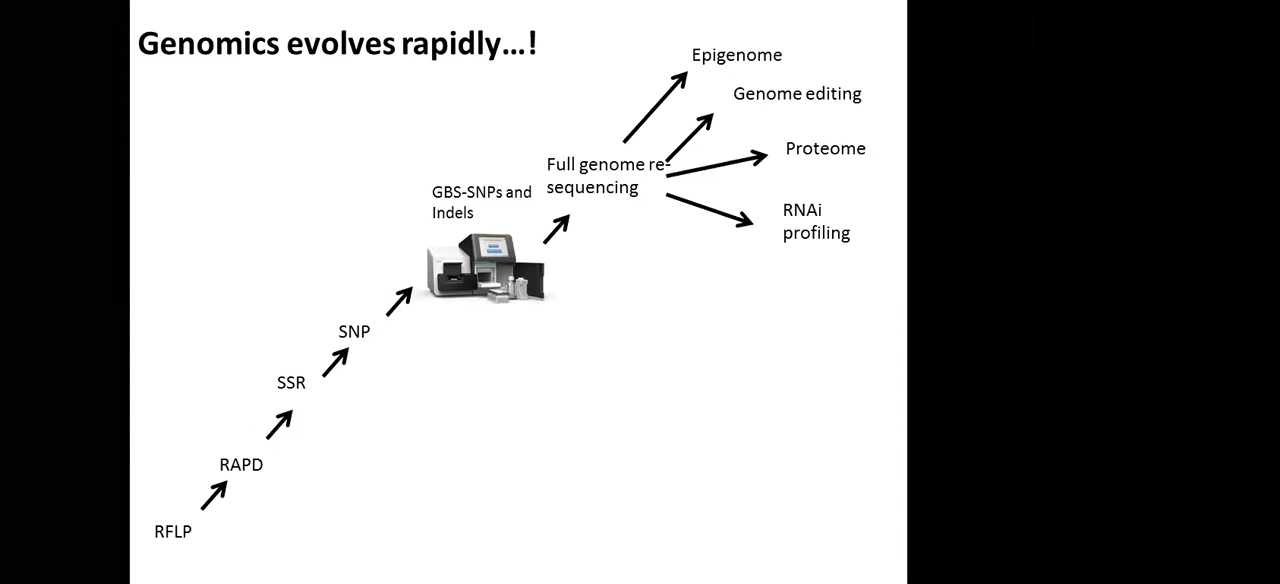 Genomics evolves rapidly...!
Epigenome
Genome editing
Proteome
Full genome re-
sequencing
GBS-SNPs and
Indels
RNAi
profiling
SNP
SSR
RAPD
RFLP